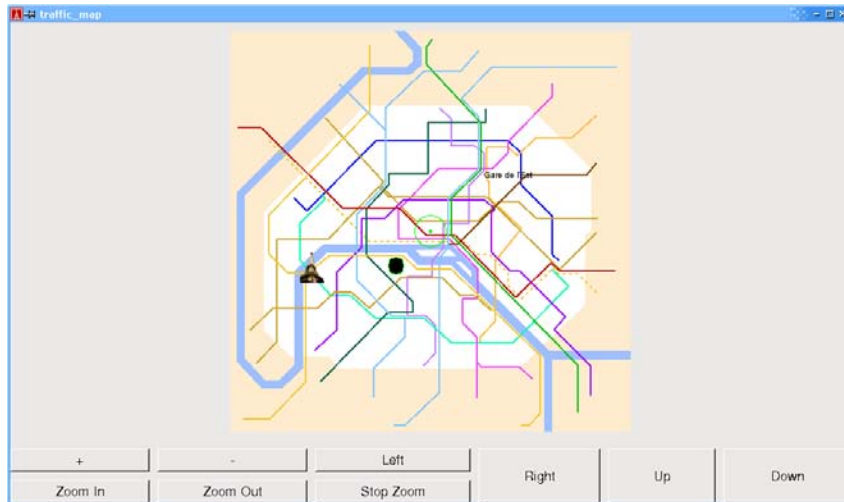 traffic_map
Gare de l'Est
+
-
Left
Right
Up
Down
Zoom In
Zoom Out
Stop Zoom